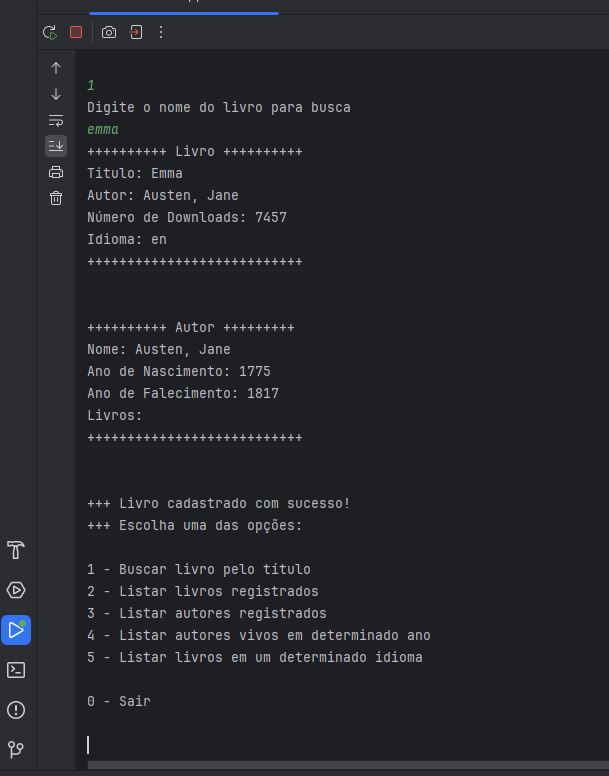 1
Digite o nome do livro para busca
emma
++++++++++ Livro ++++++++++
Titulo: Emma
Autor: Austen, Jane
Número de Downloads: 7457
Idioma: en
+++++++++++++++++++++++++++
++++++++++ Autor +++++++++
Nome: Austen, Jane
Ano de Nascimento: 1775
Ano de Falecimento: 1817
Livros:
+++++++++++++++++++++++++++
+++ Livro cadastrado com sucesso!
+++ Escolha uma das opções:
1 - Buscar livro pelo título
2 - Listar livros registrados
3 - Listar autores registrados
4 - Listar autores vivos em determinado ano
5 - Listar livros em um determinado idioma
0 - Sair